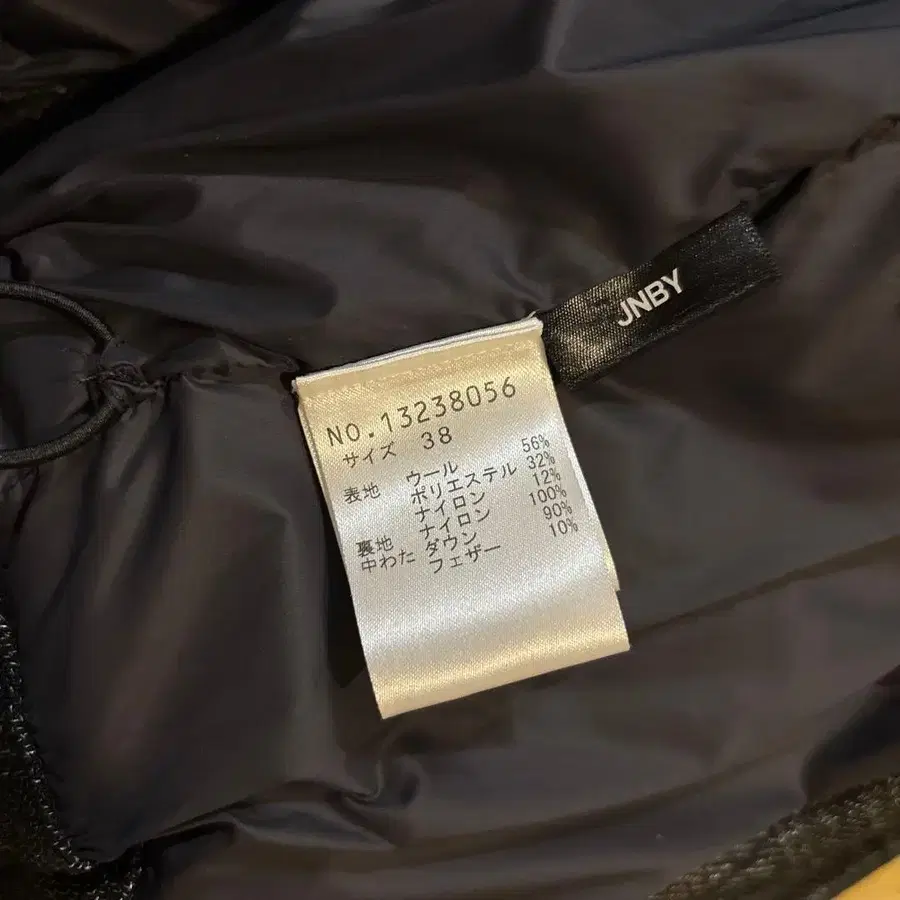 JNBY
NO.13238056
サイズ 38
表地 ウール 56%
ポリエステル 32%
ナイロン 12%
裏地 ナイロン 100%
中わた ダウン 90%
フェザー 10%